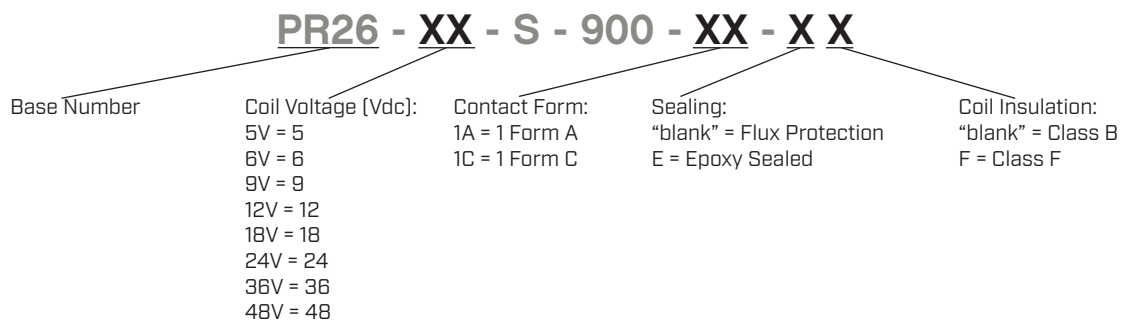 PR26 - XX - S - 900 - XX - X X
Base Number
Coil Voltage (Vdc):
5V = 5
6V = 6
9V = 9
12V = 12
18V = 18
24V = 24
36V = 36
48V = 48
Contact Form:
1A = 1 Form A
1C = 1 Form C
Sealing:
“blank” = Flux Protection
E = Epoxy Sealed
Coil Insulation:
“blank” = Class B
F = Class F